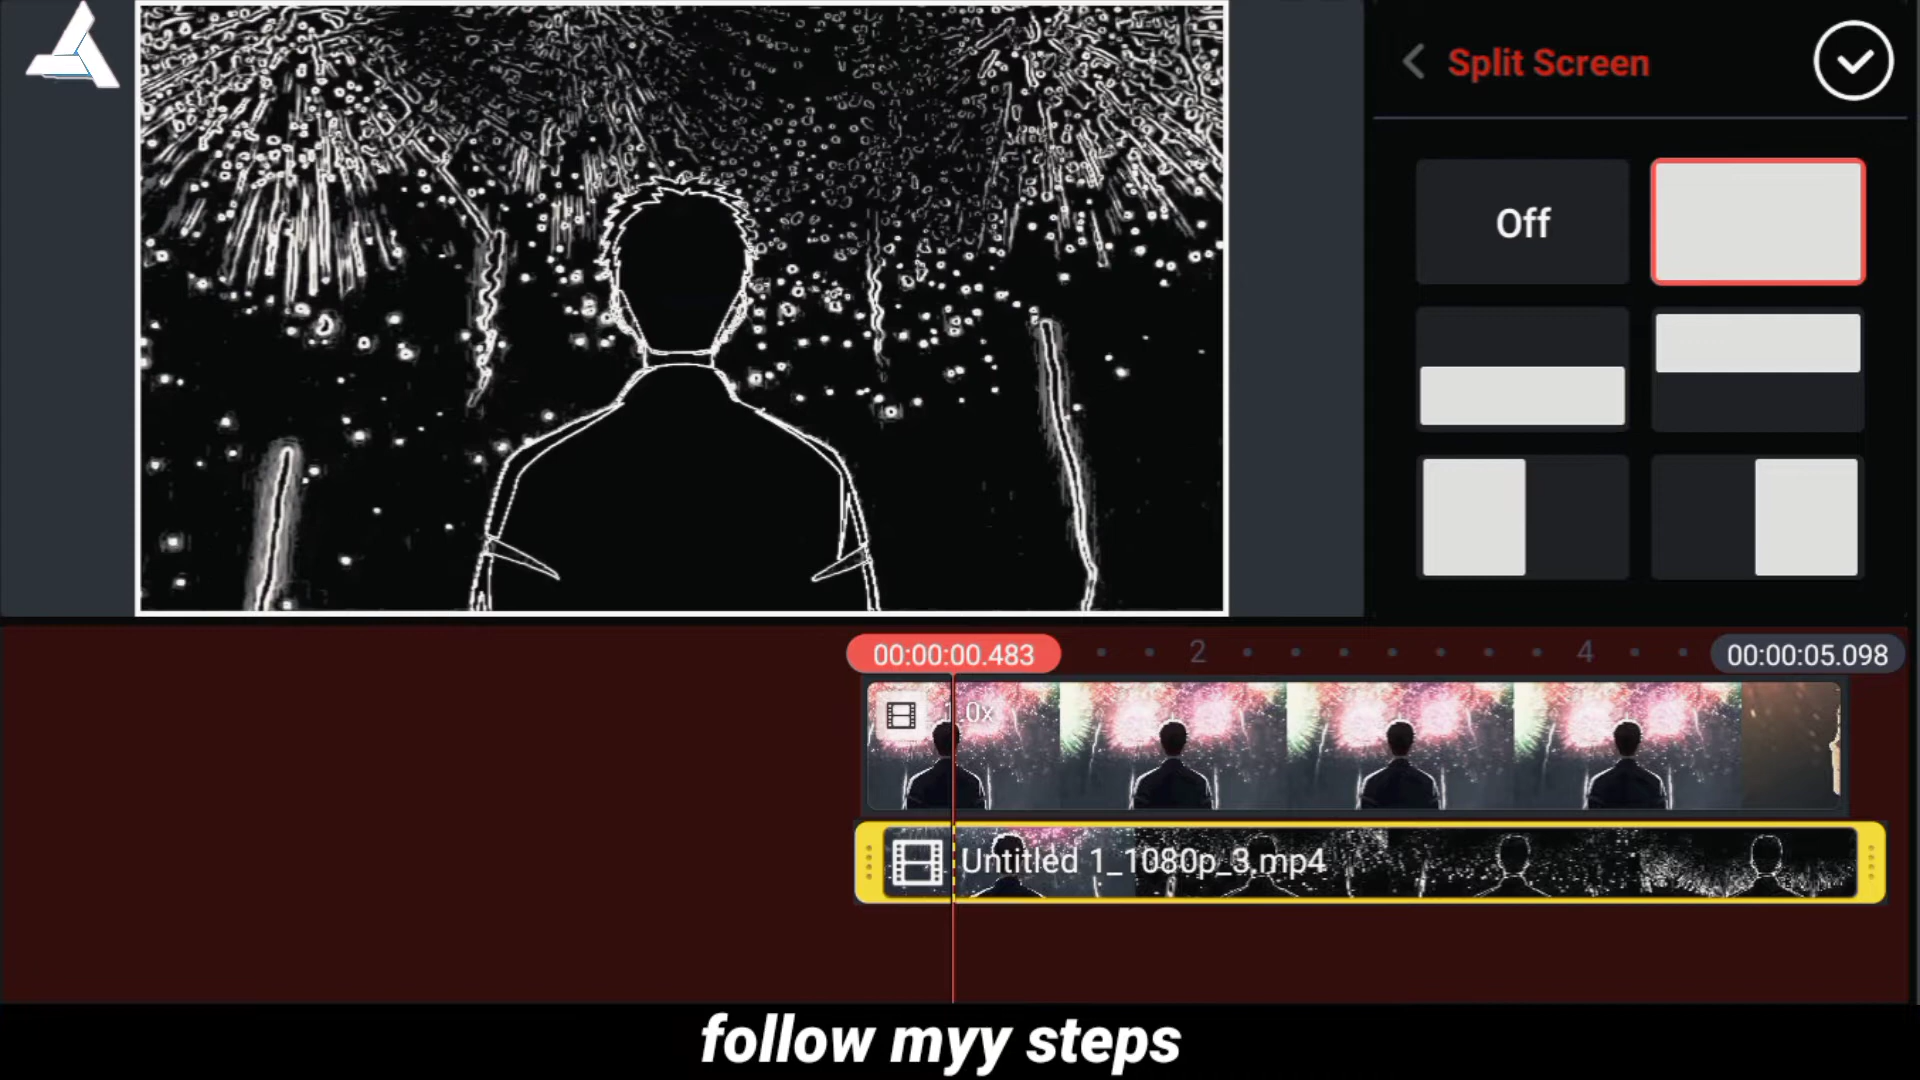 Split Screen
Off
00:00:00.483
2
4
00:00:05.098
1.0x
Untitled 1_1080p_3.mp4
follow myy steps